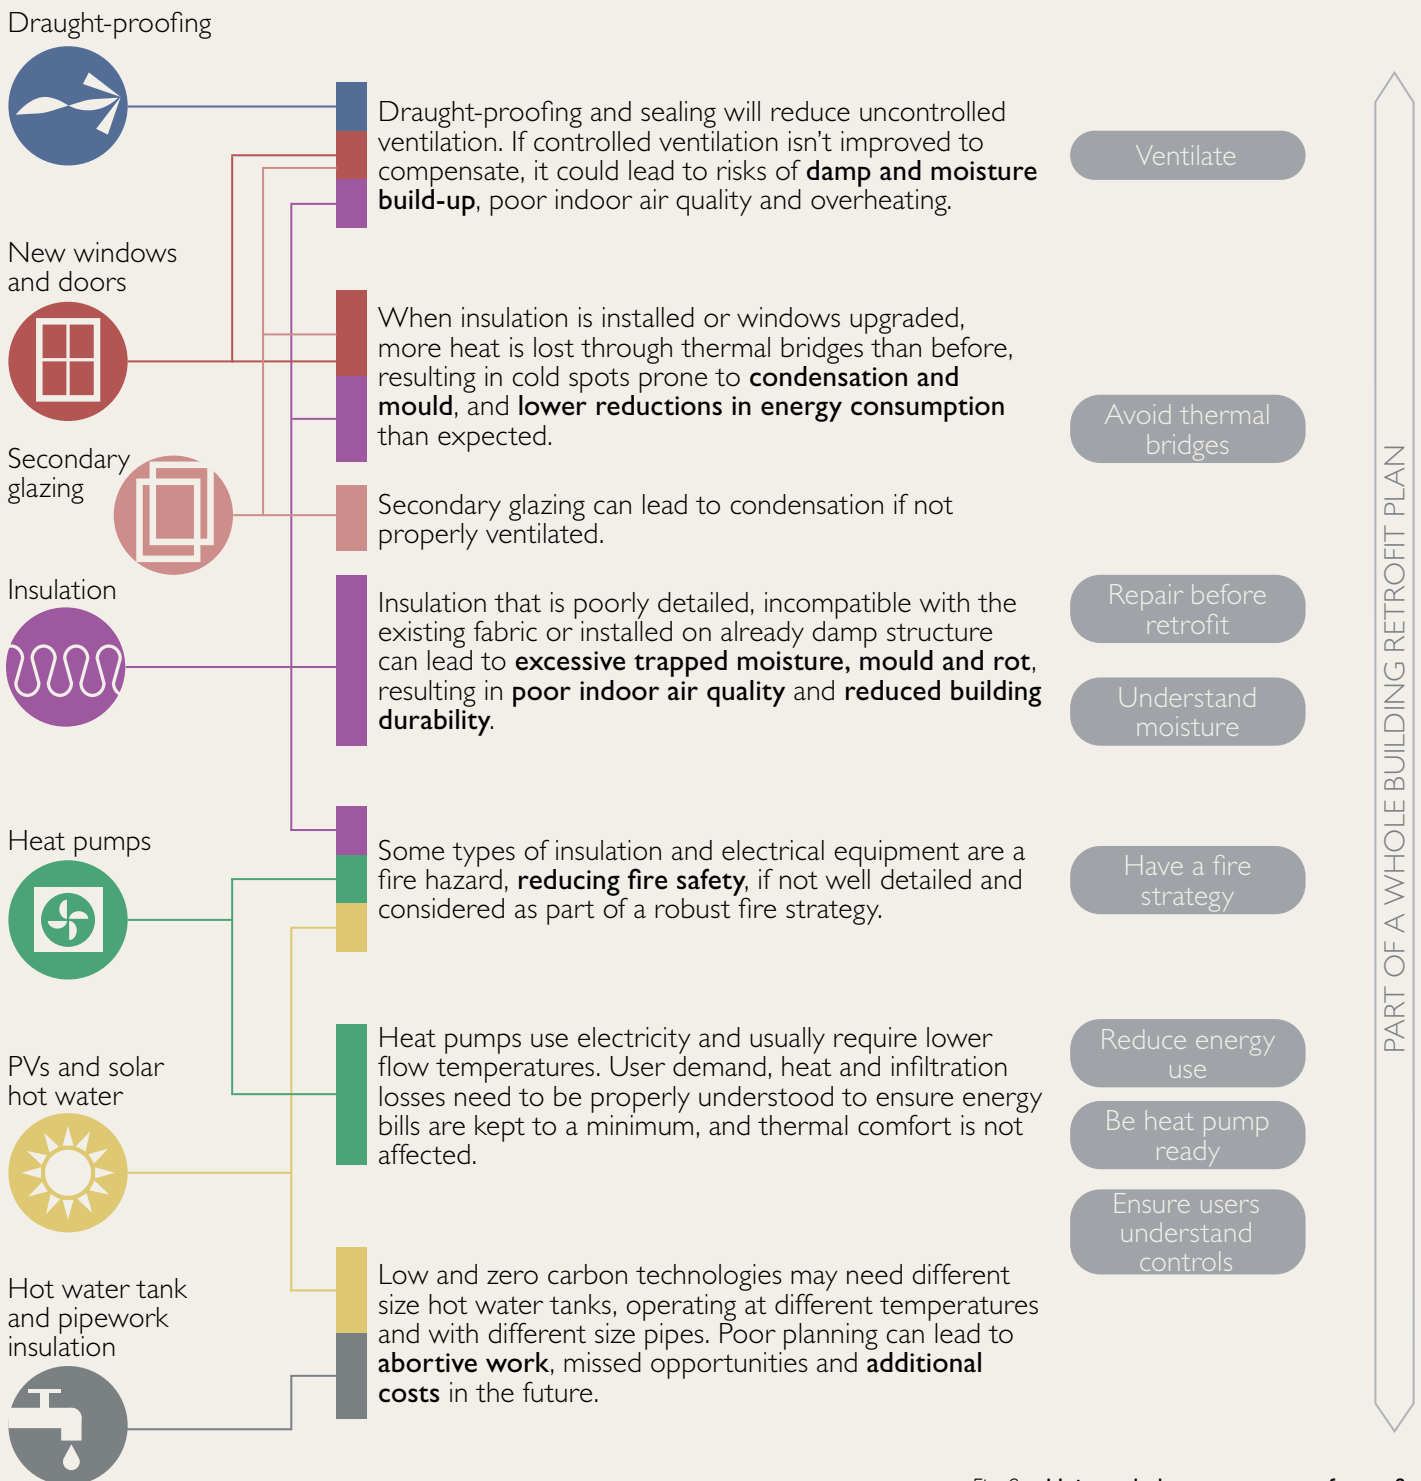 Draught-proofing
Draught-proofing and sealing will reduce uncontrolled
ventilation. If controlled ventilation isn't improved to
compensate, it could lead to risks of damp and moisture
build-up, poor indoor air quality and overheating.
Ventilate
New windows
and doors
When insulation is installed or windows upgraded,
more heat is lost through thermal bridges than before,
resulting in cold spots prone to condensation and
mould, and lower reductions in energy consumption
than expected.
Avoid thermal
bridges
Secondary
glazing
Secondary glazing can lead to condensation if not
properly ventilated.
Insulation
Insulation that is poorly detailed, incompatible with the
existing fabric or installed on already damp structure
can lead to excessive trapped moisture, mould and rot,
resulting in poor indoor air quality and reduced building
durability.
Repair before
retrofit
Understand
moisture
Heat pumps
Some types of insulation and electrical equipment are a
fire hazard, reducing fire safety, if not well detailed and
considered as part of a robust fire strategy.
Have a fire
strategy
PVs and solar
hot water
Heat pumps use electricity and usually require lower
flow temperatures. User demand, heat and infiltration
losses need to be properly understood to ensure energy
bills are kept to a minimum, and thermal comfort is not
affected.
Reduce energy
use
Be heat pump
ready
Ensure users
understand
controls
Hot water tank
and pipework
insulation
Low and zero carbon technologies may need different
size hot water tanks, operating at different temperatures
and with different size pipes. Poor planning can lead to
abortive work, missed opportunities and additional
costs in the future.
PART OF A WHOLE BUILDING RETROFIT PLAN